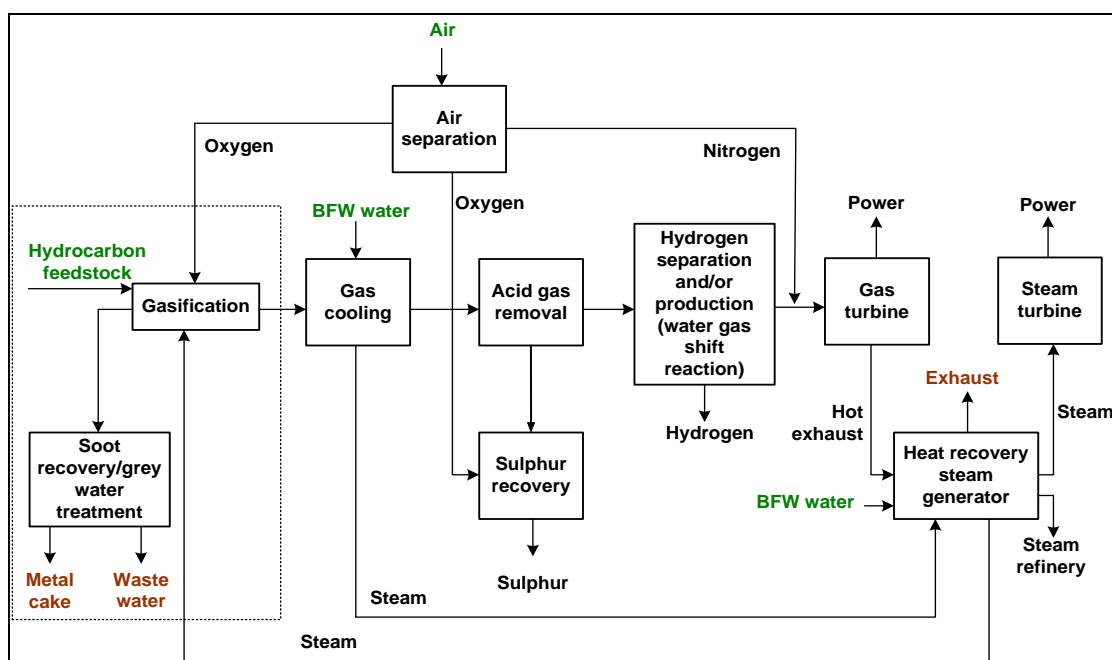 Air
Air
separation
Oxygen
Nitrogen
BFW water
Oxygen
Power
Power
Hydrocarbon
feedstock
Gasification
Gas
cooling
Acid gas
removal
Hydrogen
separation
and/or
production
(water gas
shift
reaction)
Gas
turbine
Steam
turbine
Hydrogen
Hot
exhaust
Exhaust
Steam
Soot
recovery/grey
water
treatment
Sulphur
recovery
Heat recovery
steam
generator
BFW water
Metal
cake
Waste
water
Sulphur
Steam
refinery
Steam
Steam